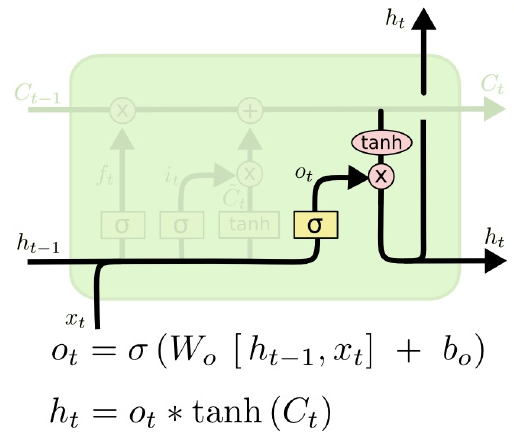 h_t
C_{t-1}
C_t
x
+
tanh
f_t
i_t
x
C̃_t
o_t
x
σ
σ
tanh
σ
h_{t-1}
h_t
x_t
o_t = σ (W_o [h_{t-1}, x_t] + b_o)
h_t = o_t * tanh (C_t)